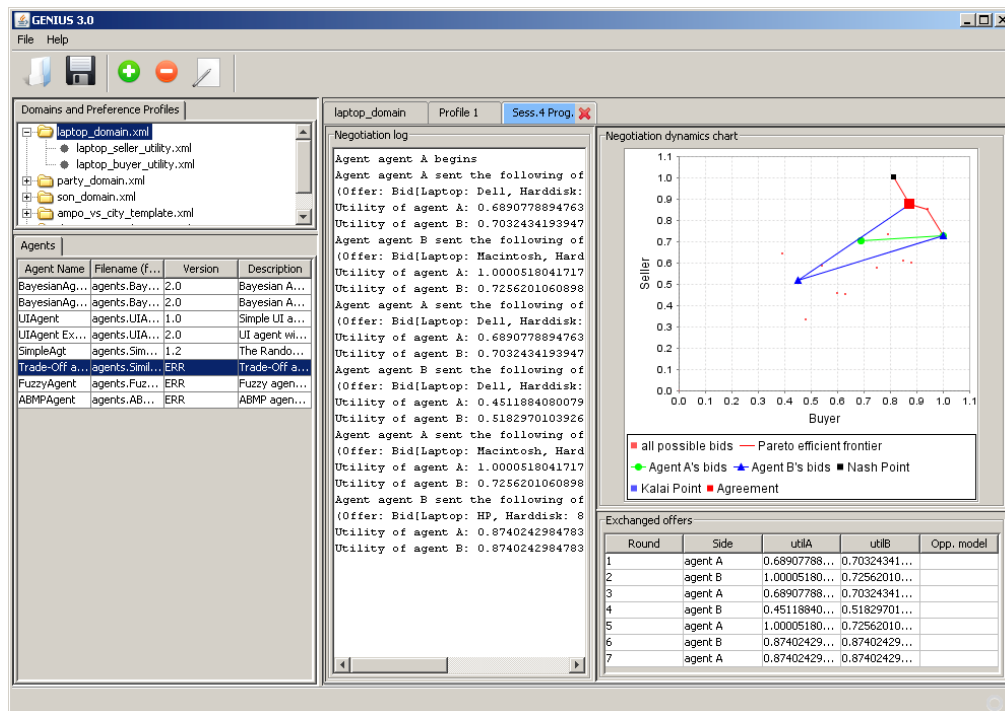 GENIUS 3.0
File Help
Domains and Preference Profiles
laptop_domain.xml
laptop_seller_utility.xml
laptop_buyer_utility.xml
party_domain.xml
son_domain.xml
ampo_vs_city_template.xml
Agents
Agent Name Filename (f... Version Description
BayesianAg... agents.Bay... 2.0 Bayesian A...
BayesianAg... agents.Bay... 2.0 Bayesian A...
UIAgent agents.UIA... 1.0 Simple UI a...
UIAgent Ex... agents.UIA... 2.0 UI agent wi...
SimpleAgt agents.Sim... 1.2 The Rando...
Trade-Off a... agents.Simil... ERR Trade-Off a...
FuzzyAgent agents.Fuz... ERR Fuzzy agen...
ABMPAgent agents.AB... ERR ABMP agen...
laptop_domain Profile 1 Sess.4 Prog.
Negotiation log
Agent agent A begins
Agent agent A sent the following of
(Offer: Bid[Laptop: Dell, Harddisk:
Utility of agent A: 0.6890778894763
Utility of agent B: 0.7032434193947
Agent agent B sent the following of
(Offer: Bid[Laptop: Macintosh, Hard
Utility of agent A: 1.0000518041717
Utility of agent B: 0.7256201060898
Agent agent A sent the following of
(Offer: Bid[Laptop: Dell, Harddisk:
Utility of agent A: 0.6890778894763
Utility of agent B: 0.7032434193947
Agent agent B sent the following of
(Offer: Bid[Laptop: Dell, Harddisk:
Utility of agent A: 0.4511884080079
Utility of agent B: 0.5182970103926
Agent agent A sent the following of
(Offer: Bid[Laptop: Macintosh, Hard
Utility of agent A: 1.0000518041717
Utility of agent B: 0.7256201060898
Agent agent B sent the following of
(Offer: Bid[Laptop: HP, Harddisk: 8
Utility of agent A: 0.8740242984783
Utility of agent B: 0.8740242984783
Negotiation dynamics chart
1.1
1.0
0.9
0.8
0.7
0.6
0.5
0.4
0.3
0.2
0.1
0.0
Seller
0.0 0.1 0.2 0.3 0.4 0.5 0.6 0.7 0.8 0.9 1.0 1.1
Buyer
all possible bids Pareto efficient frontier
Agent A's bids Agent B's bids Nash Point
Kalai Point Agreement
Exchanged offers
Round Side utilA utilB Opp. model
1 agent A 0.68907788... 0.70324341...
2 agent B 1.00005180... 0.72562010...
3 agent A 0.68907788... 0.70324341...
4 agent B 0.45118840... 0.51829701...
5 agent A 1.00005180... 0.72562010...
6 agent B 0.87402429... 0.87402429...
7 agent A 0.87402429... 0.87402429...